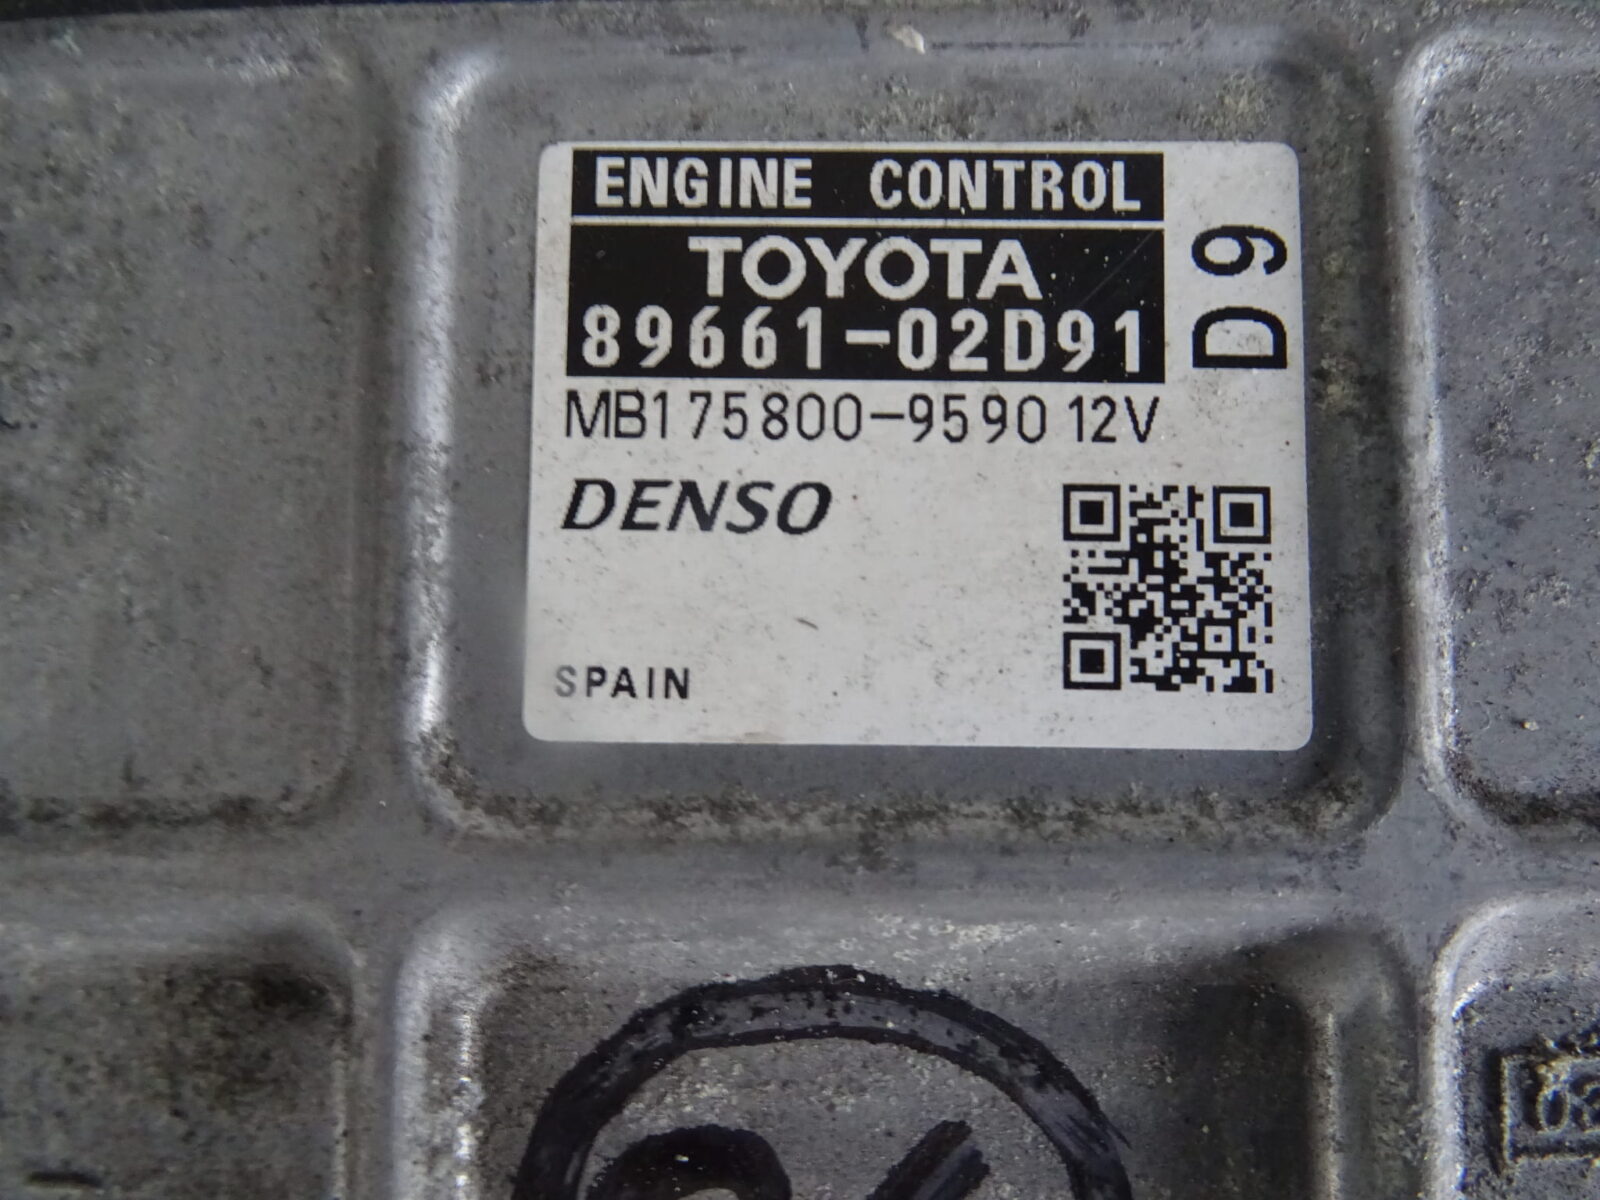 ENGINE CONTROL
TOYOTA
89661-02D91
D9
MB175800-9590 12V
DENSO
SPAIN